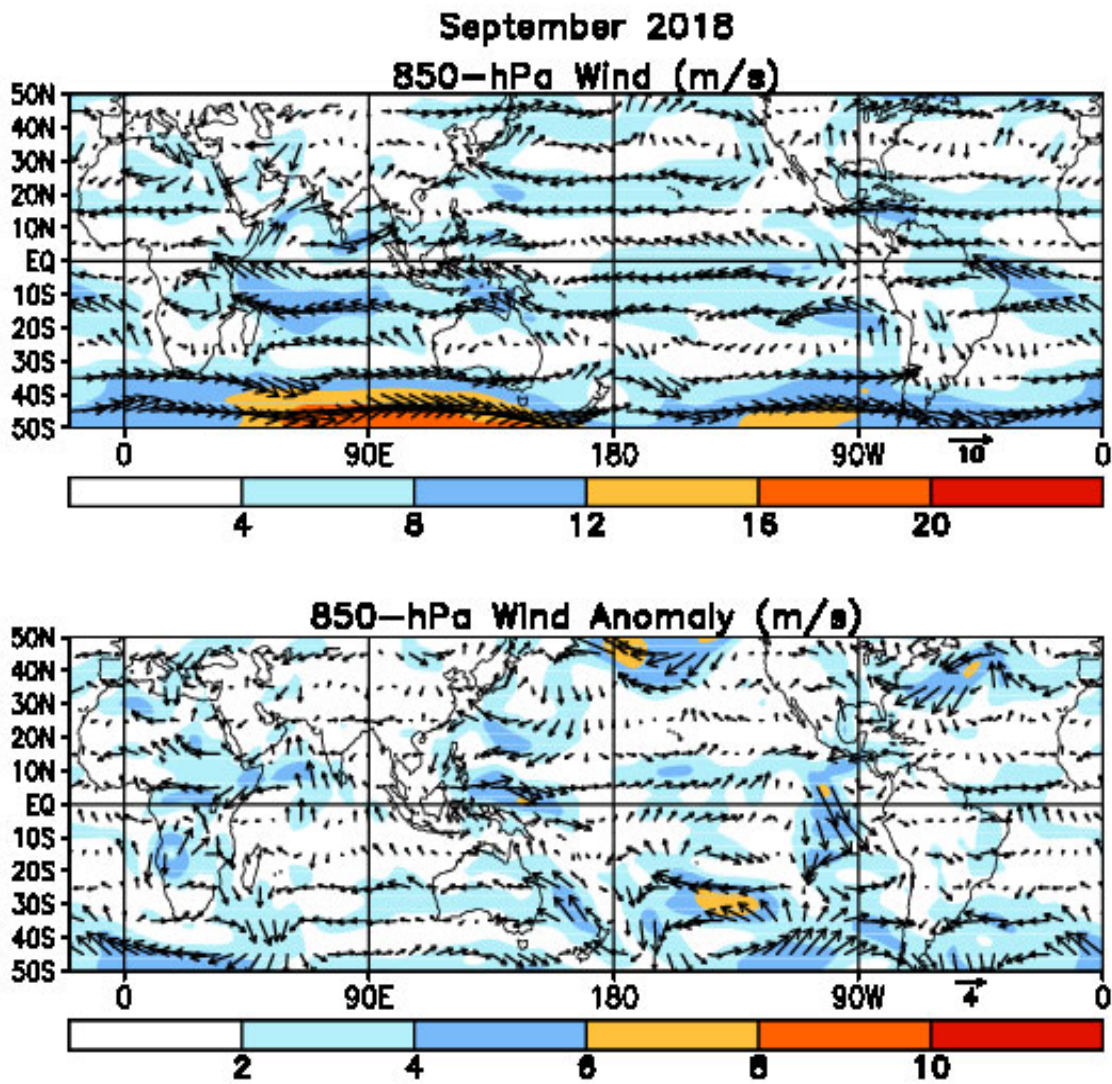 September 2018
850-hPa Wind (m/s)
50N
40N
30N
20N
10N
EQ
10S
20S
30S
40S
50S
0 90E 180 90W 10 0
4 8 12 16 20
850-hPa Wind Anomaly (m/s)
50N
40N
30N
20N
10N
EQ
10S
20S
30S
40S
50S
0 90E 180 90W 4 0
2 4 6 8 10